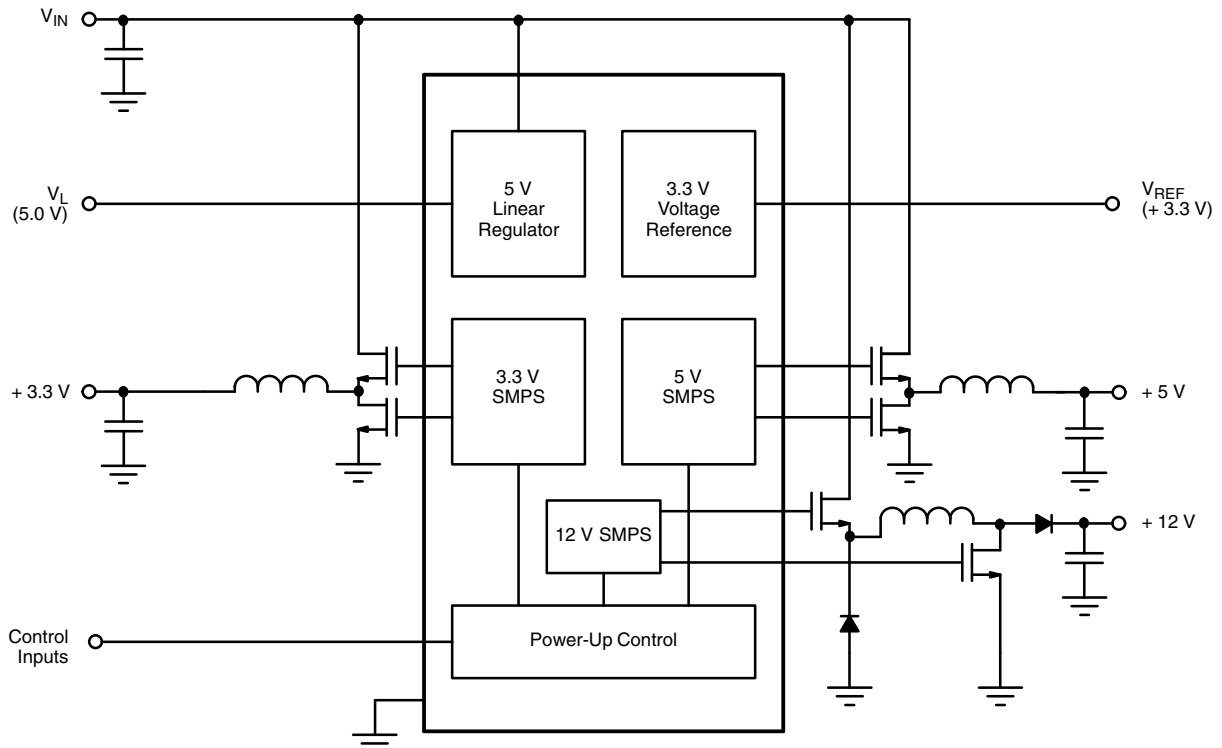 VIN
VL
(5.0 V)
5 V
Linear
Regulator
3.3 V
Voltage
Reference
VREF
(+ 3.3 V)
+ 3.3 V
3.3 V
SMPS
5 V
SMPS
+ 5 V
12 V SMPS
+ 12 V
Control
Inputs
Power-Up Control